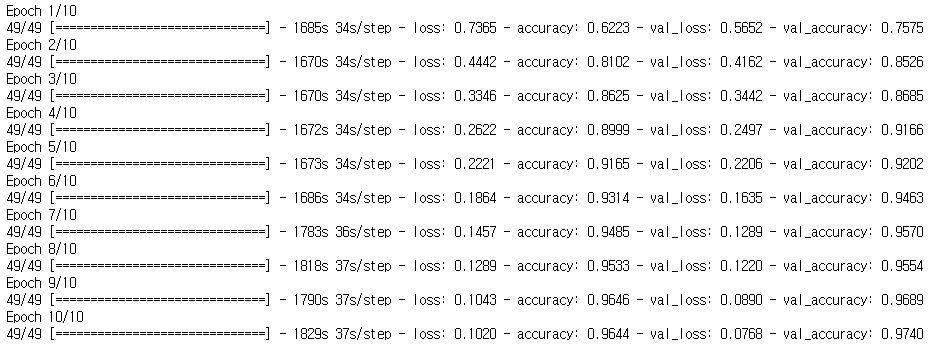 Epoch 1/10
49/49 [==============================] - 1685s 34s/step - loss: 0.7365 - accuracy: 0.6223 - val_loss: 0.5652 - val_accuracy: 0.7575
Epoch 2/10
49/49 [==============================] - 1670s 34s/step - loss: 0.4442 - accuracy: 0.8102 - val_loss: 0.4162 - val_accuracy: 0.8526
Epoch 3/10
49/49 [==============================] - 1670s 34s/step - loss: 0.3346 - accuracy: 0.8625 - val_loss: 0.3442 - val_accuracy: 0.8685
Epoch 4/10
49/49 [==============================] - 1672s 34s/step - loss: 0.2622 - accuracy: 0.8999 - val_loss: 0.2497 - val_accuracy: 0.9166
Epoch 5/10
49/49 [==============================] - 1673s 34s/step - loss: 0.2221 - accuracy: 0.9165 - val_loss: 0.2206 - val_accuracy: 0.9202
Epoch 6/10
49/49 [==============================] - 1686s 34s/step - loss: 0.1864 - accuracy: 0.9314 - val_loss: 0.1635 - val_accuracy: 0.9463
Epoch 7/10
49/49 [==============================] - 1783s 36s/step - loss: 0.1457 - accuracy: 0.9485 - val_loss: 0.1289 - val_accuracy: 0.9570
Epoch 8/10
49/49 [==============================] - 1818s 37s/step - loss: 0.1289 - accuracy: 0.9533 - val_loss: 0.1220 - val_accuracy: 0.9554
Epoch 9/10
49/49 [==============================] - 1790s 37s/step - loss: 0.1043 - accuracy: 0.9646 - val_loss: 0.0890 - val_accuracy: 0.9689
Epoch 10/10
49/49 [==============================] - 1829s 37s/step - loss: 0.1020 - accuracy: 0.9644 - val_loss: 0.0768 - val_accuracy: 0.9740